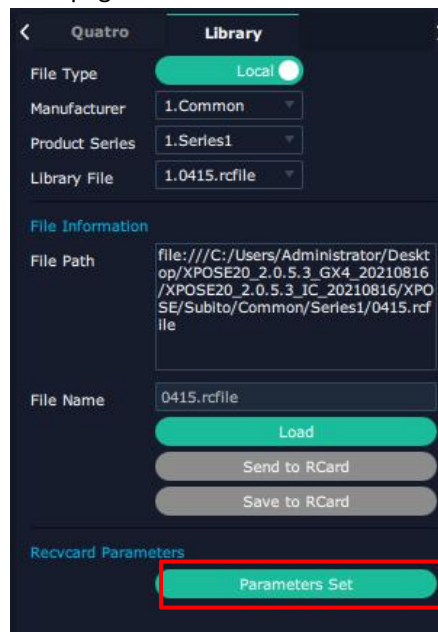 Quatro Library
File Type Local
Manufacturer 1.Common
Product Series 1.Series1
Library File 1.0415.rcfile
File Information
File Path file:///C:/Users/Administrator/Deskt
op/XPOSE20_2.0.5.3_GX4_20210816
/XPOSE20_2.0.5.3_IC_20210816/XPO
SE/Subito/Common/Series1/0415.rcf
ile
File Name 0415.rcfile
Load
Send to RCard
Save to RCard
Recvcard Parameters
Parameters Set